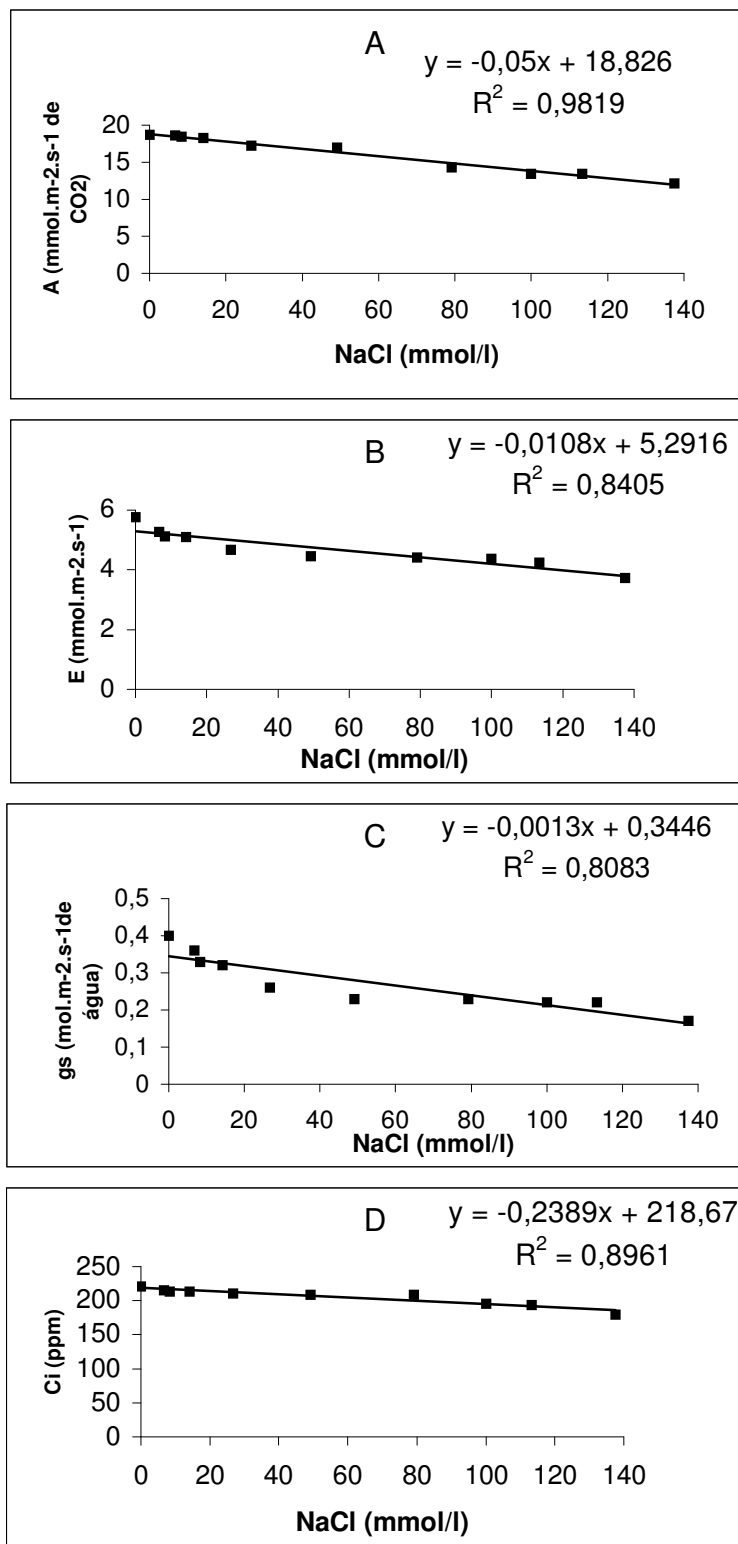 A
y = -0,05x + 18,826
R² = 0,9819
A (mmol.m-2.s-1 de
CO2)
20
15
10
5
0
0 20 40 60 80 100 120 140
NaCl (mmol/l)
B
y = -0,0108x + 5,2916
R² = 0,8405
E (mmol.m-2.s-1)
6
4
2
0
0 20 40 60 80 100 120 140
NaCl (mmol/l)
C
y = -0,0013x + 0,3446
R² = 0,8083
gs (mol.m-2.s-1de
água)
0,5
0,4
0,3
0,2
0,1
0
0 20 40 60 80 100 120 140
NaCl (mmol/l)
D
y = -0,2389x + 218,67
R² = 0,8961
Ci (ppm)
250
200
150
100
50
0
0 20 40 60 80 100 120 140
NaCl (mmol/l)